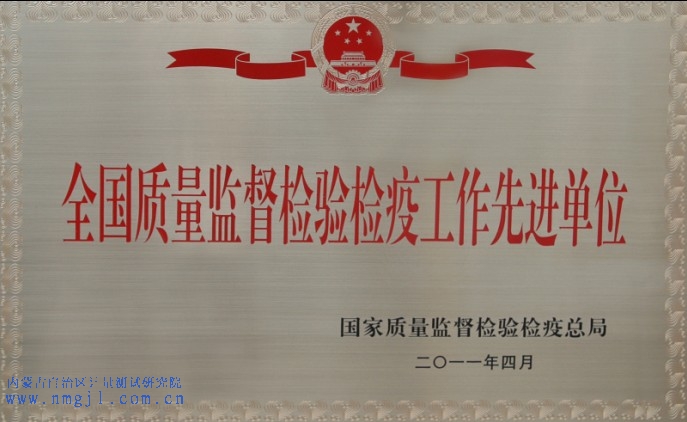 全国质量监督检验检疫工作先进单位
国家质量监督检验检疫总局
二〇一一年四月
内蒙古自治区计量测试研究院
www.nmgjl.com.cn